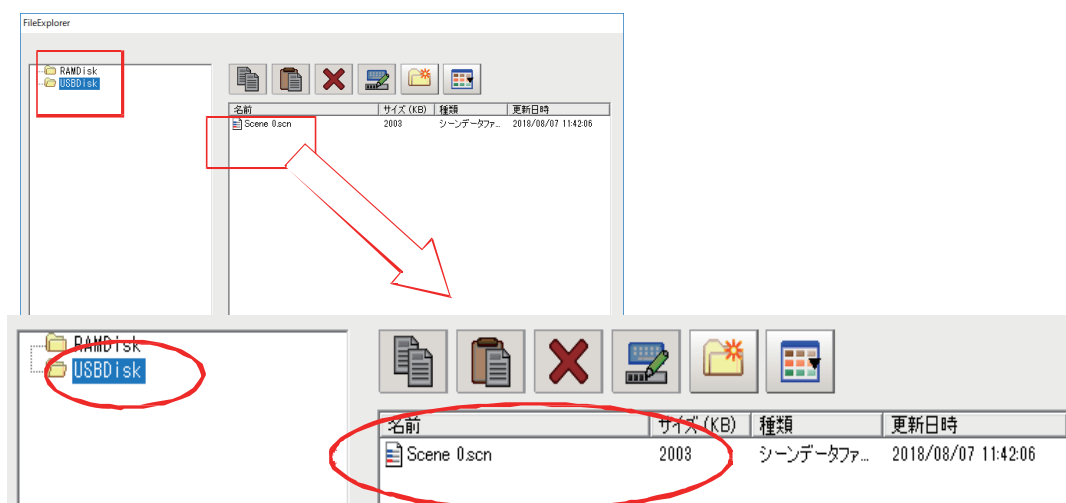 FileExplorer
RAMDisk
USBDisk
名前 サイズ (KB) 種類 更新日時
Scene 0.scn 2003 シーンデータファ... 2018/08/07 11:42:06
RAMDisk
USBDisk
名前 サイズ (KB) 種類 更新日時
Scene 0.scn 2003 シーンデータファ... 2018/08/07 11:42:06